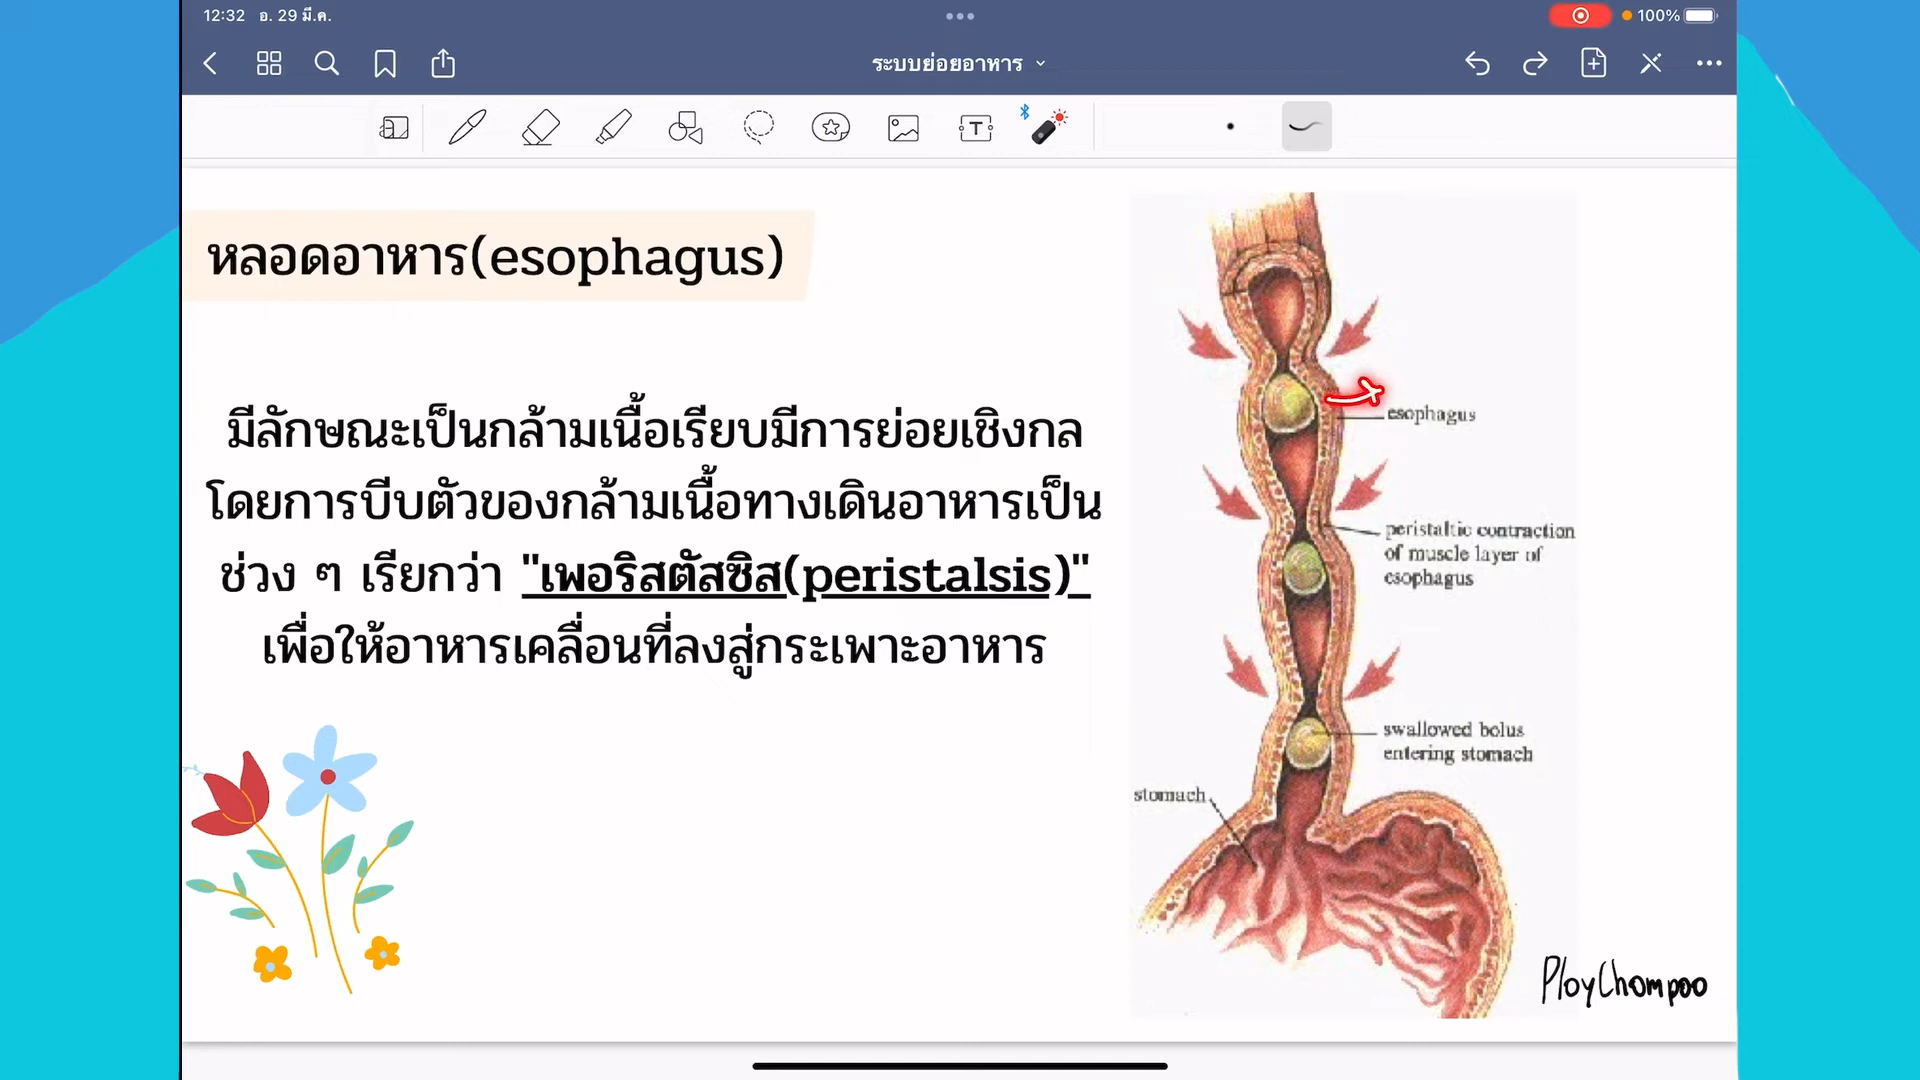 12:32 อ. 29 มี.ค.
100%
ระบบย่อยอาหาร
T
หลอดอาหาร(esophagus)
มีลักษณะเป็นกล้ามเนื้อเรียบมีการย่อยเชิงกล
โดยการบีบตัวของกล้ามเนื้อทางเดินอาหารเป็น
ช่วง ๆ เรียกว่า "เพอริสตัสซิส(peristalsis)"
เพื่อให้อาหารเคลื่อนที่ลงสู่กระเพาะอาหาร
esophagus
peristaltic contraction
of muscle layer of
esophagus
swallowed bolus
entering stomach
stomach
PloyChompoo